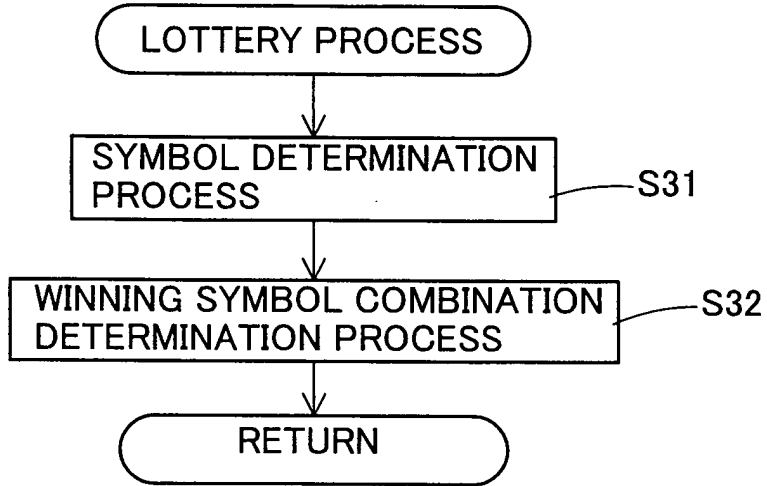 LOTTERY PROCESS
SYMBOL DETERMINATION
PROCESS
S31
WINNING SYMBOL COMBINATION
DETERMINATION PROCESS
S32
RETURN